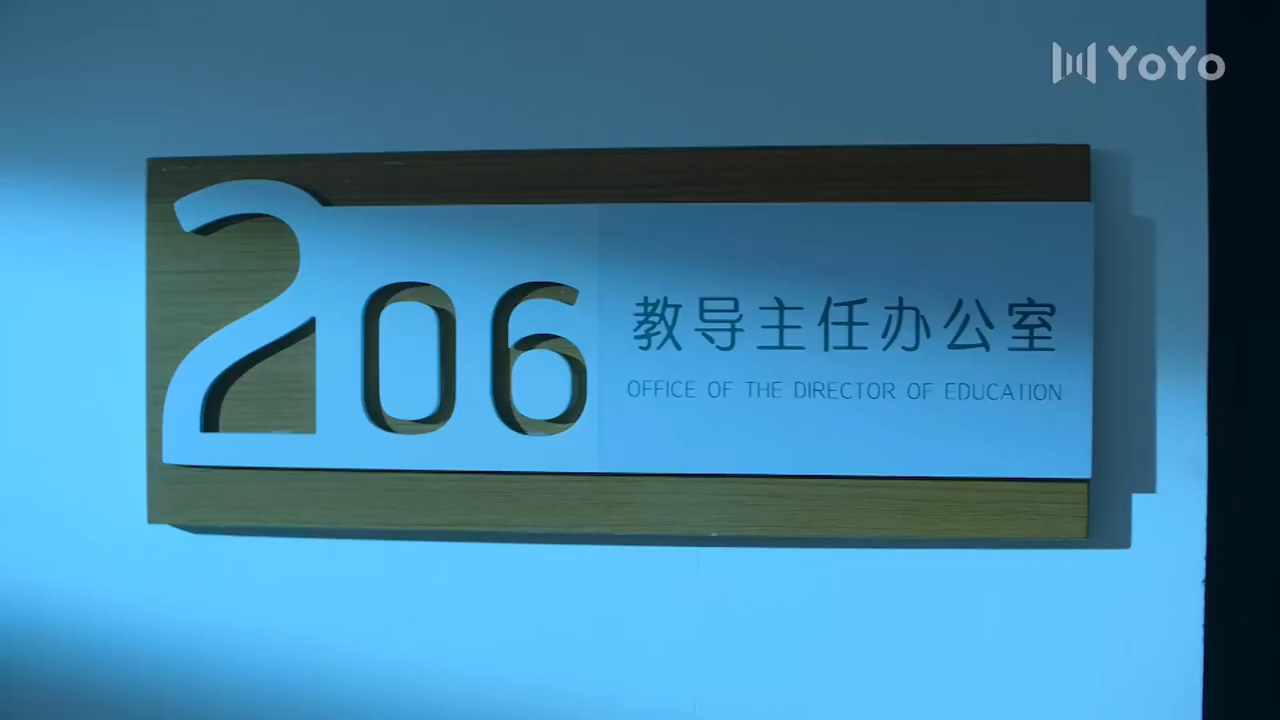 YoYo
206
教导主任办公室
OFFICE OF THE DIRECTOR OF EDUCATION